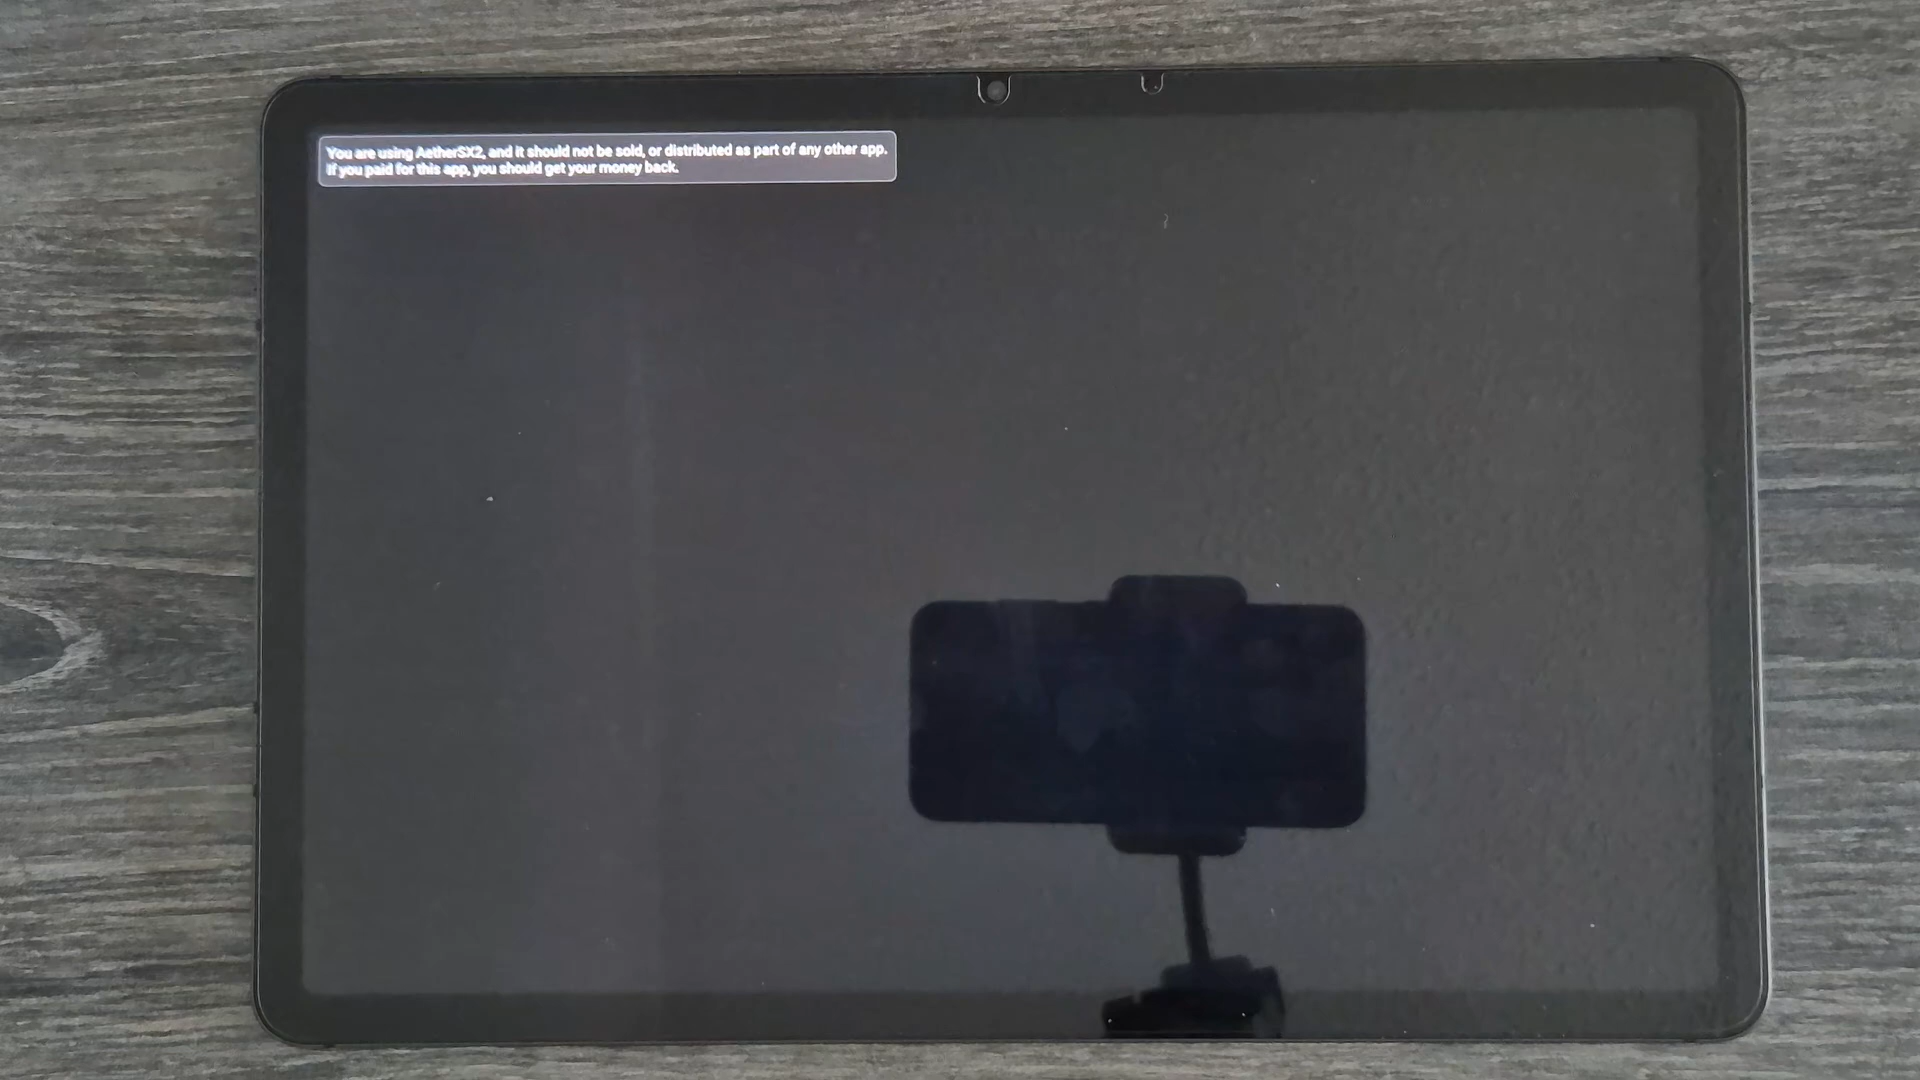 You are using AetherSX2, and it should not be sold, or distributed as part of any other app.
If you paid for this app, you should get your money back.